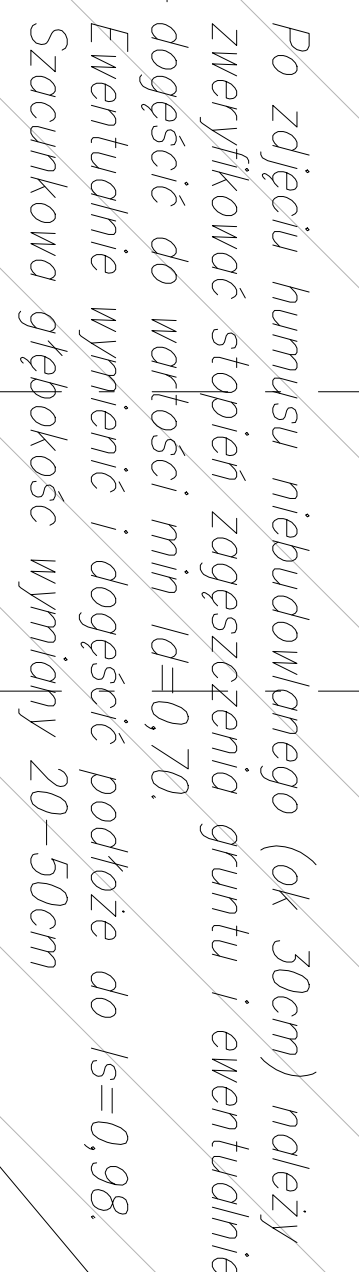 Po zdjęciu humusu niebudowlanego (ok 30cm) należy
zweryfikować stopień zagęszczenia gruntu i ewentualnie
dogęścić do wartości min Id=0,70.
Ewentualnie wymienić i dogęścić podłoże do Is=0,98.
Szacunkowa głębokość wymiany 20-50cm